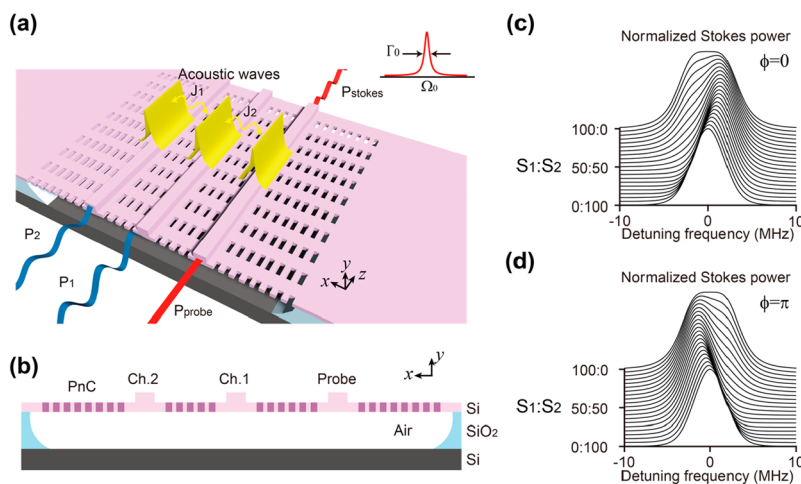 (a)
Acoustic waves
J1
J2
Pstokes
Γ0
Ω0
P2
P1
Pprobe
y
x
z
(b)
y
x
PnC
Ch.2
Ch.1
Probe
Si
Air
SiO2
Si
(c)
Normalized Stokes power
ϕ=0
100:0
S1:S2
50:50
0:100
-10
0
10
Detuning frequency (MHz)
(d)
Normalized Stokes power
ϕ=π
100:0
S1:S2
50:50
0:100
-10
0
10
Detuning frequency (MHz)